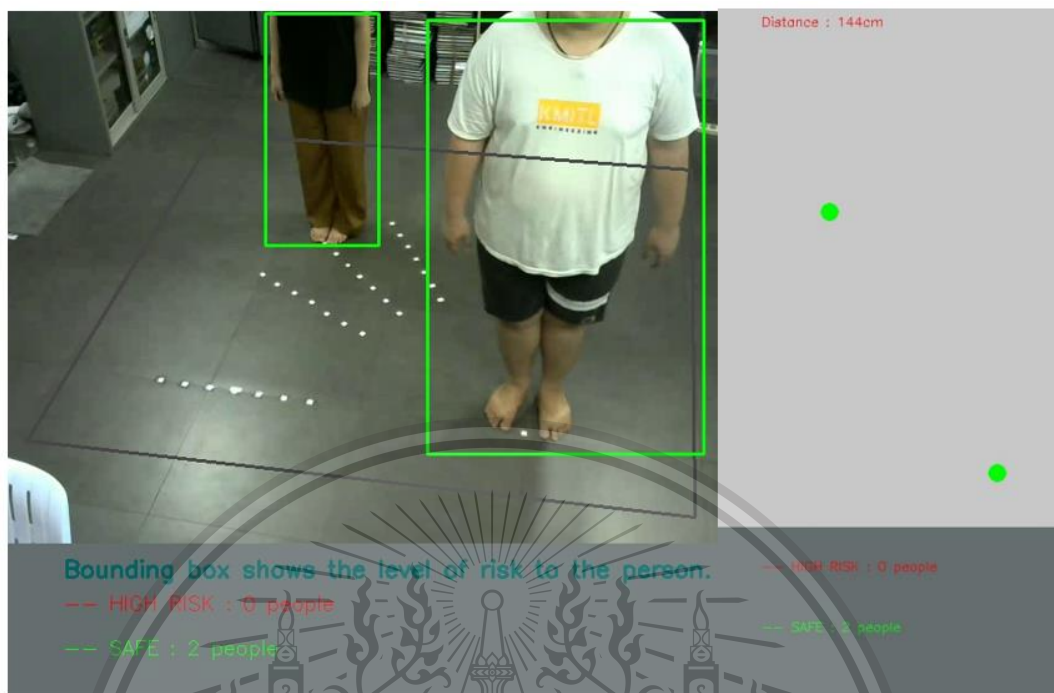 Distance : 144cm
KMITL
ENGINEERING
Bounding box shows the level of risk to the person.
-- HIGH RISK : 0 people
-- SAFE : 2 people
-- HIGH RISK : 0 people
-- SAFE : 2 people